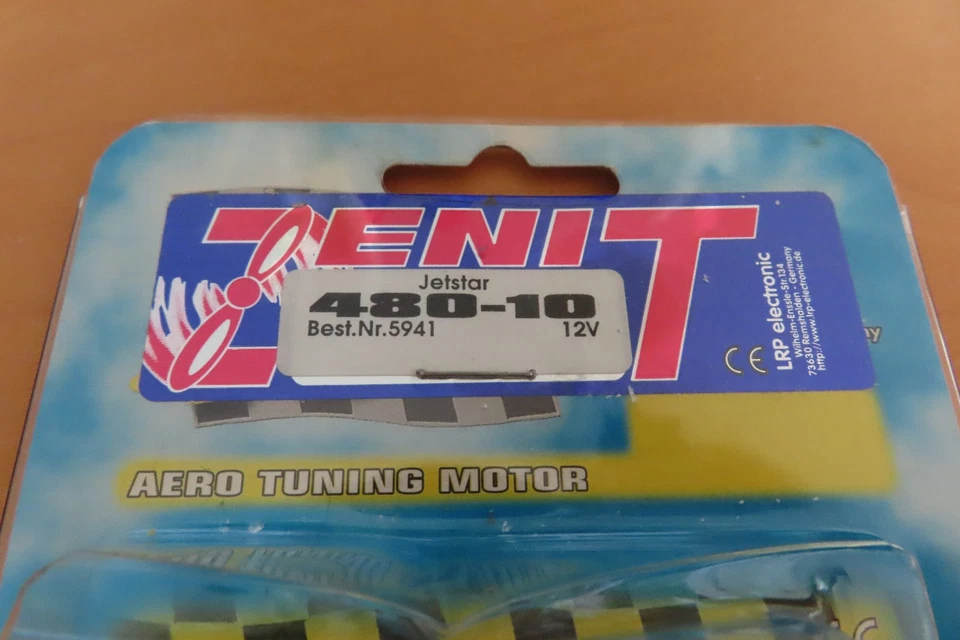 ZENIT
Jetstar
480-10
Best.Nr.5941 12V
LRP electronic
Wilhelm-Enssle-Str.134
73630 Remshalden - Germany
http://www.lrp-electronic.de
CE
AERO TUNING MOTOR